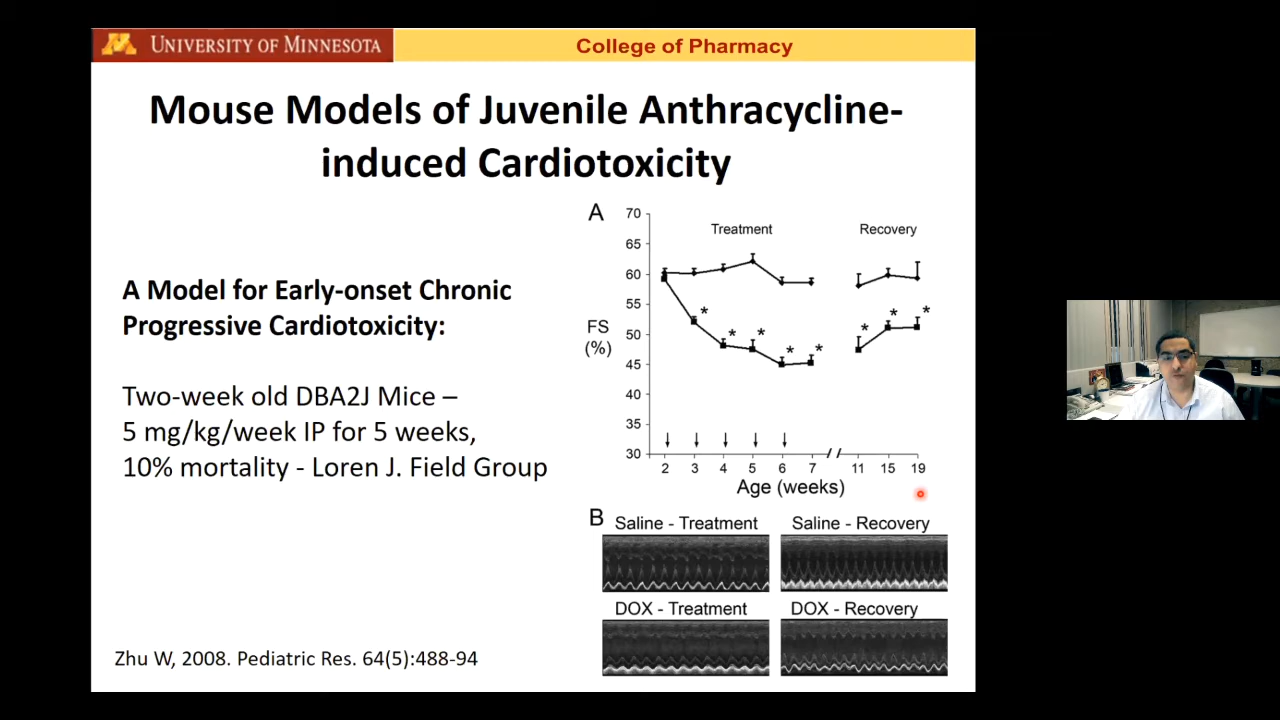 UNIVERSITY OF MINNESOTA
College of Pharmacy
Mouse Models of Juvenile Anthracycline-
induced Cardiotoxicity
A Model for Early-onset Chronic
Progressive Cardiotoxicity:
Two-week old DBA2J Mice –
5 mg/kg/week IP for 5 weeks,
10% mortality - Loren J. Field Group
Zhu W, 2008. Pediatric Res. 64(5):488-94
A
Treatment
Recovery
FS
(%)
70
65
60
55
50
45
40
35
30
* * * * *
* * *
2 3 4 5 6 7 11 15 19
Age (weeks)
B
Saline - Treatment
Saline - Recovery
DOX - Treatment
DOX - Recovery